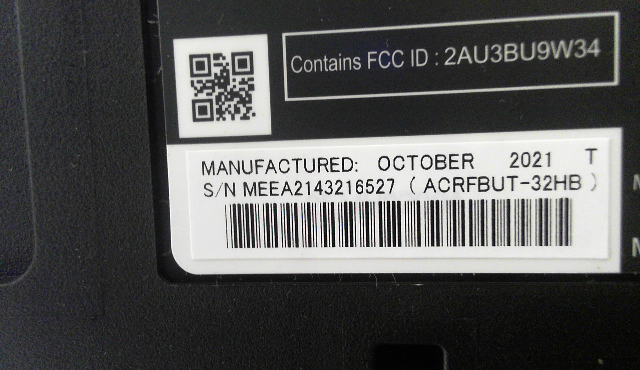 Contains FCC ID : 2AU3BU9W34
MANUFACTURED: OCTOBER 2021 T
S/N MEEA2143216527 ( ACRFBUT-32HB )